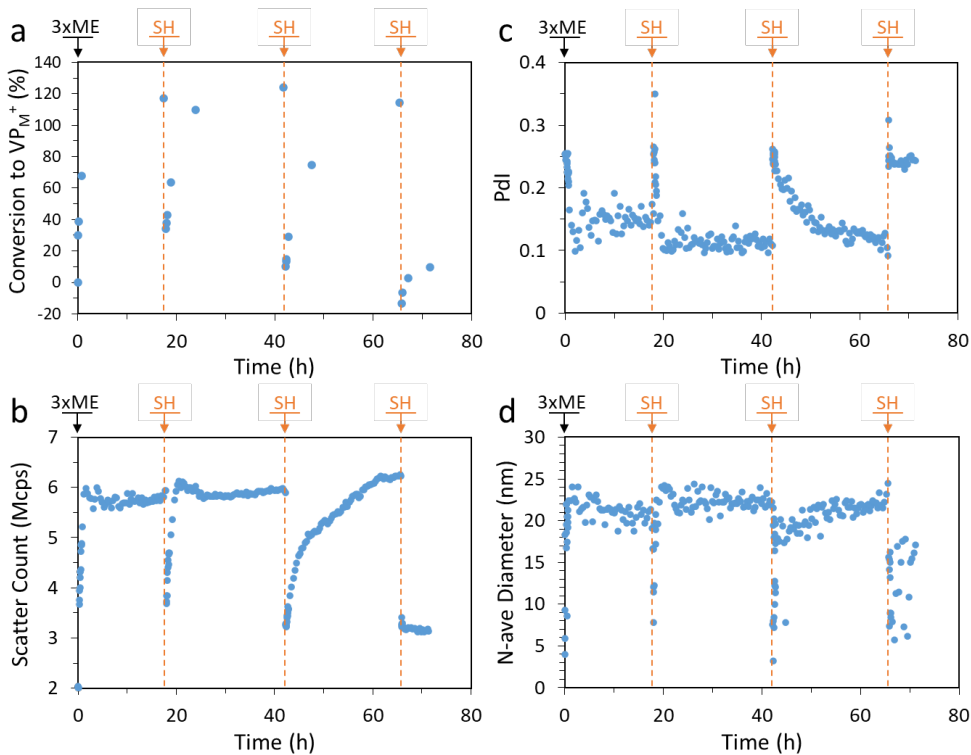 a
3xME
SH
SH
SH
Conversion to VP_M^+ (%)
140
120
100
80
60
40
20
0
-20
0
20
40
60
80
Time (h)
c
3xME
SH
SH
SH
PdI
0.4
0.3
0.2
0.1
0
0
20
40
60
80
Time (h)
b
3xME
SH
SH
SH
Scatter Count (Mcps)
7
6
5
4
3
2
0
20
40
60
80
Time (h)
d
3xME
SH
SH
SH
N-ave Diameter (nm)
30
25
20
15
10
5
0
0
20
40
60
80
Time (h)